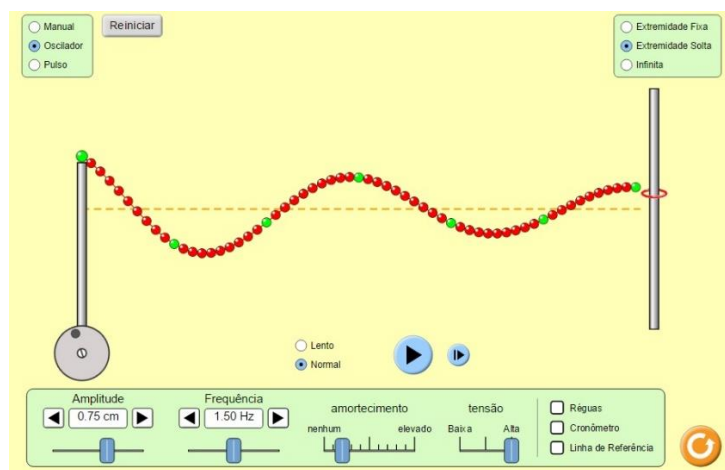 Manual
Oscilador
Pulso
Reiniciar
Extremidade Fixa
Extremidade Solta
Infinita
Lento
Normal
Amplitude
0.75 cm
Frequência
1.50 Hz
amortecimento
nenhum
elevado
tensão
Baixa
Alta
Réguas
Cronômetro
Linha de Referência